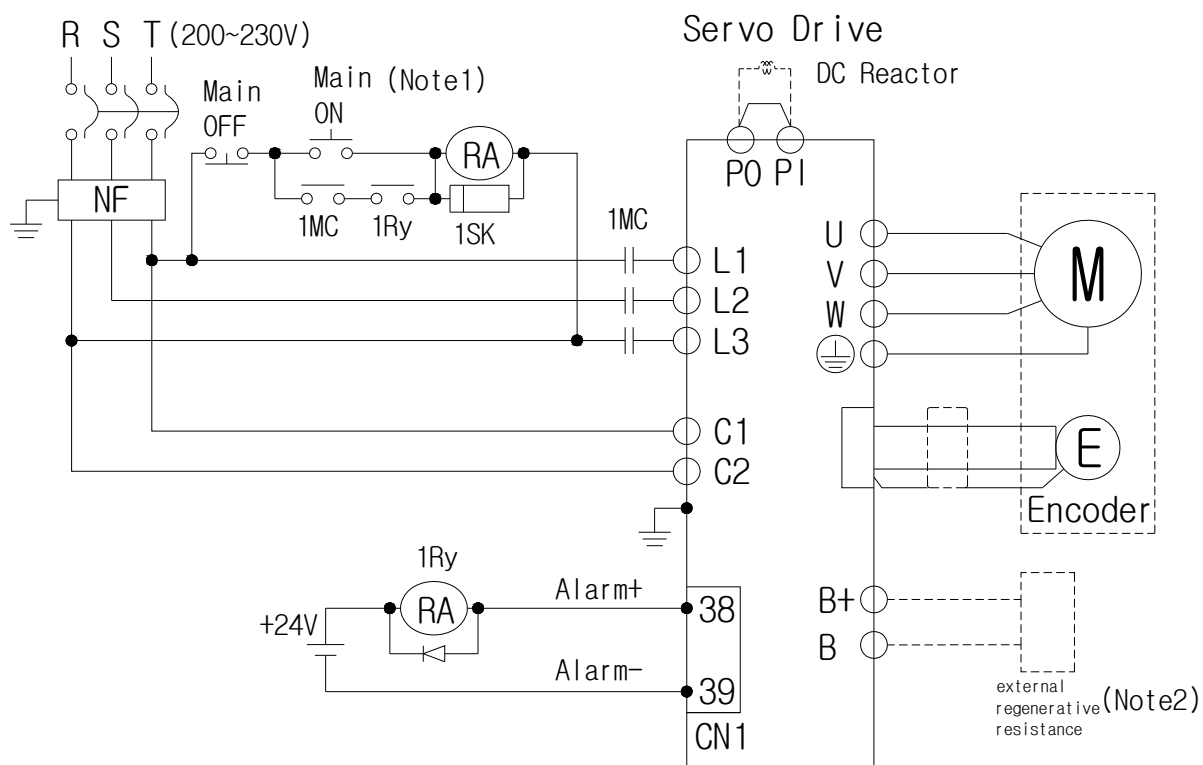 Servo Drive
R S T (200~230V)
DC Reactor
Main
OFF
Main (Note1)
ON
RA
PO PI
NF
1MC 1Ry 1SK
1MC
U
V
W
M
L1
L2
L3
C1
C2
E
Encoder
1Ry
RA
+24V
Alarm+
Alarm-
38
39
CN1
B+
B
external
regenerative (Note2)
resistance